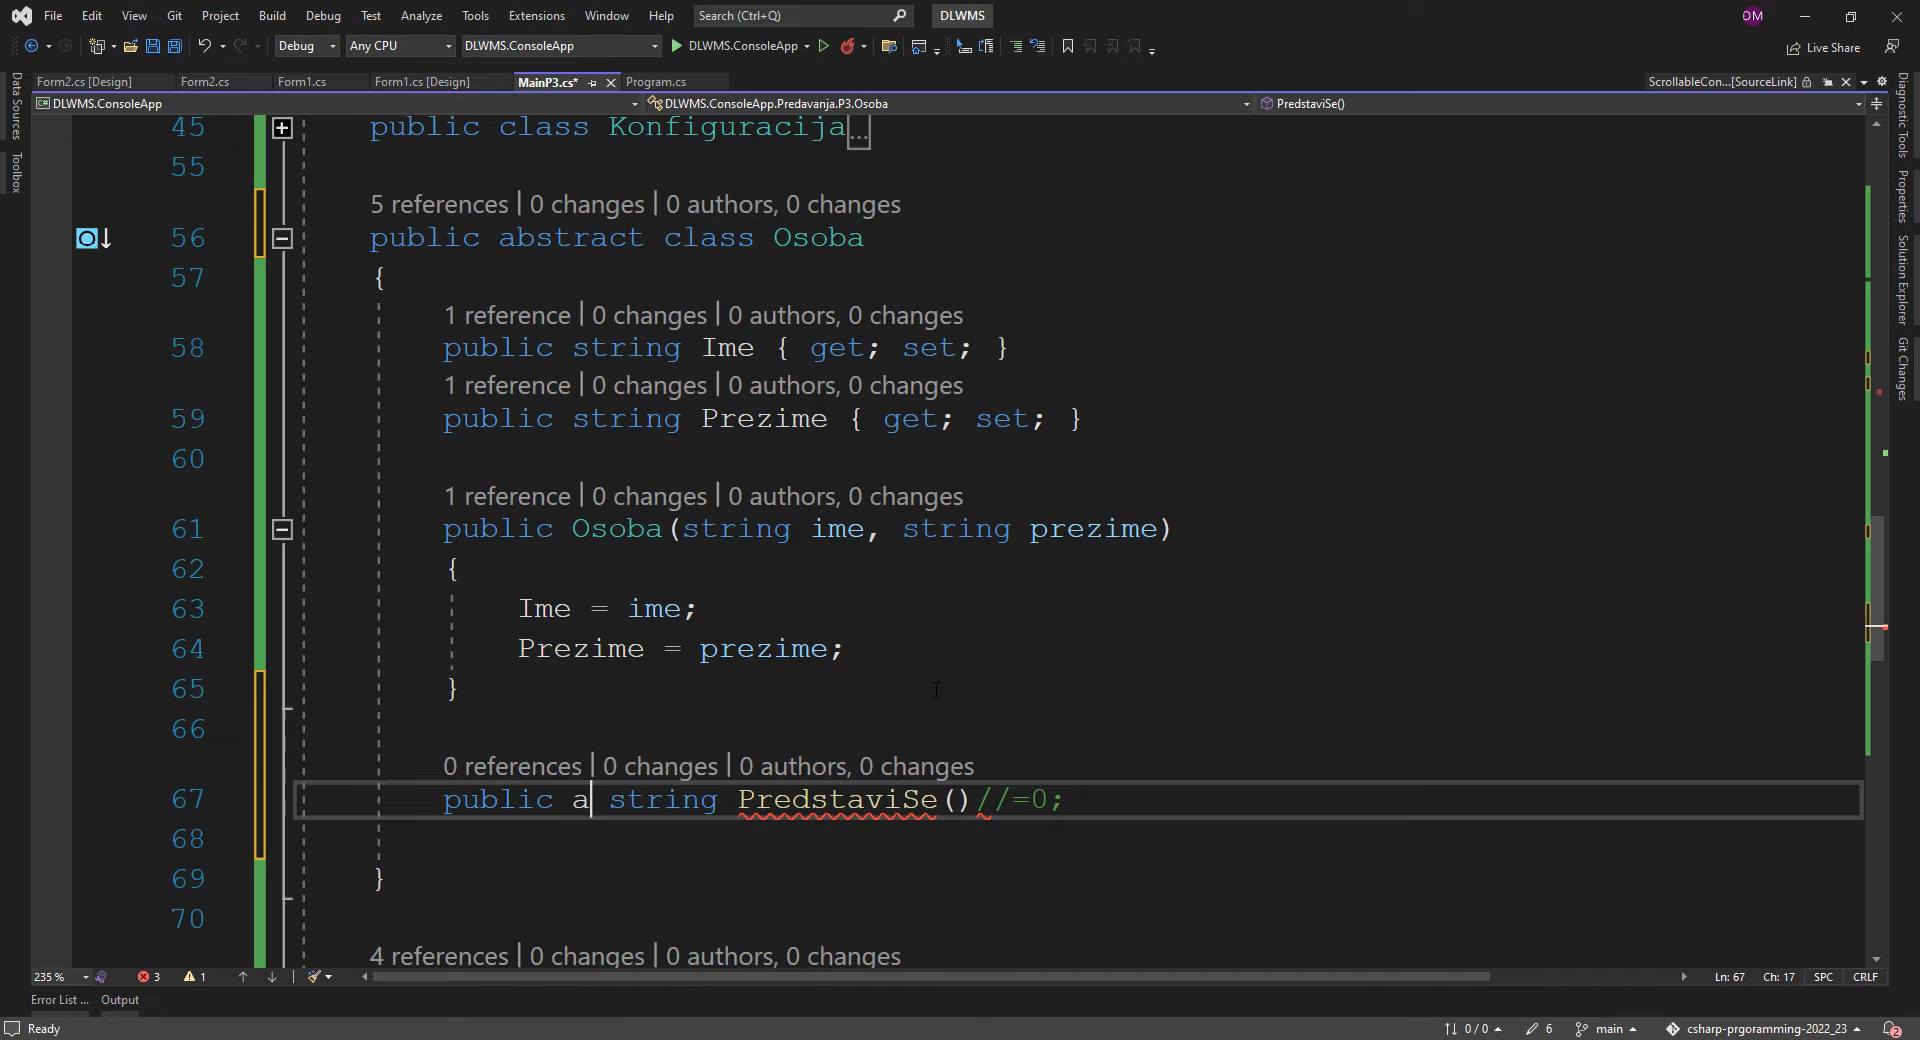 File Edit View Git Project Build Debug Test Analyze Tools Extensions Window Help Search (Ctrl+Q) DLWMS DM
Debug Any CPU DLWMS.ConsoleApp DLWMS.ConsoleApp Live Share
Form2.cs [Design] Form2.cs Form1.cs Form1.cs [Design] MainP3.cs* Program.cs ScrollableCon...[SourceLink]
DLWMS.ConsoleApp DLWMS.ConsoleApp.Predavanja.P3.Osoba PredstaviSe()
Data Sources
Toolbox
45 public class Konfiguracija...
55
5 references | 0 changes | 0 authors, 0 changes
56 public abstract class Osoba
57 {
1 reference | 0 changes | 0 authors, 0 changes
58 public string Ime { get; set; }
1 reference | 0 changes | 0 authors, 0 changes
59 public string Prezime { get; set; }
60
1 reference | 0 changes | 0 authors, 0 changes
61 public Osoba(string ime, string prezime)
62 {
63 Ime = ime;
64 Prezime = prezime;
65 }
66
0 references | 0 changes | 0 authors, 0 changes
67 public a string PredstaviSe()//=0;
68
69 }
70
4 references | 0 changes | 0 authors, 0 changes
Diagnostic Tools
Properties
Solution Explorer
Git Changes
235 % 3 1 Ln: 67 Ch: 17 SPC CRLF
Error List ... Output
Ready 0 / 0 6 main csharp-prgoramming-2022_23 2